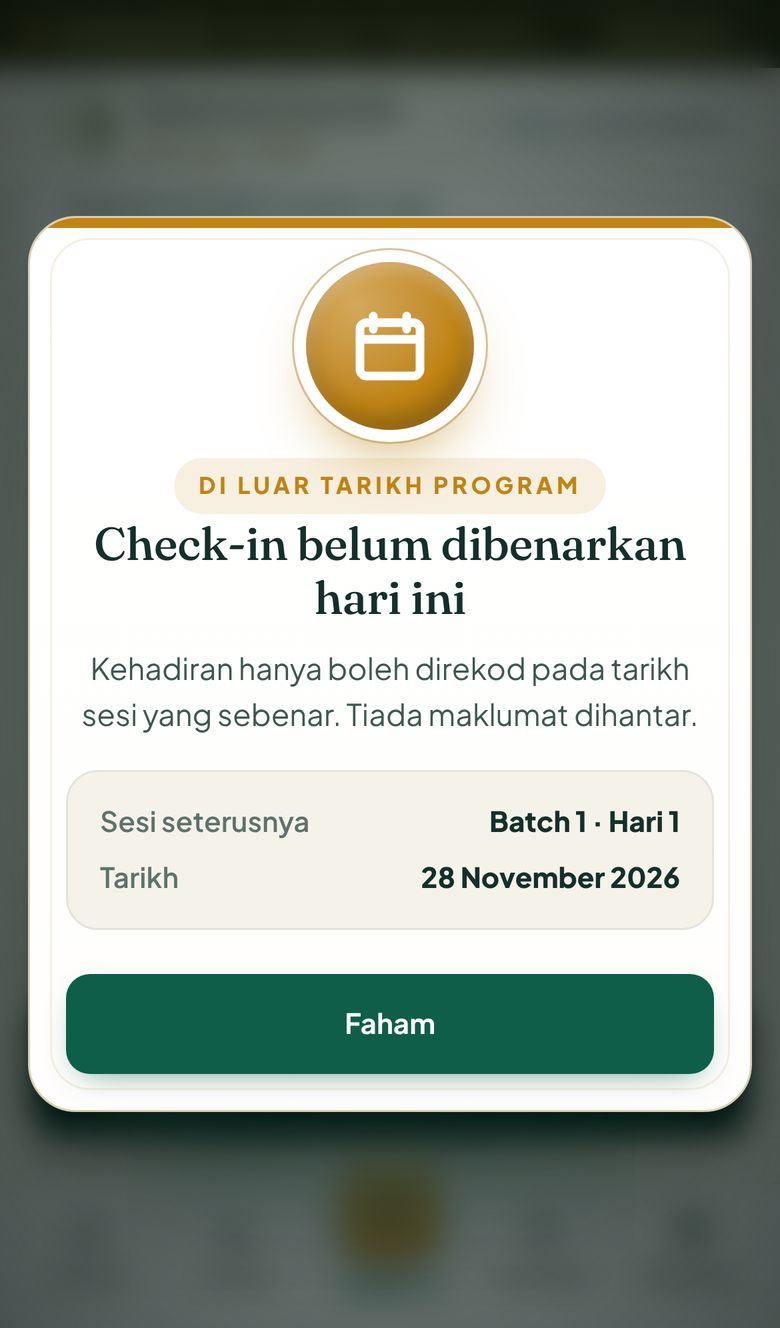 DI LUAR TARIKH PROGRAM
Check-in belum dibenarkan
hari ini
Kehadiran hanya boleh direkod pada tarikh
sesi yang sebenar. Tiada maklumat dihantar.
Sesi seterusnya Batch 1 · Hari 1
Tarikh 28 November 2026
Faham